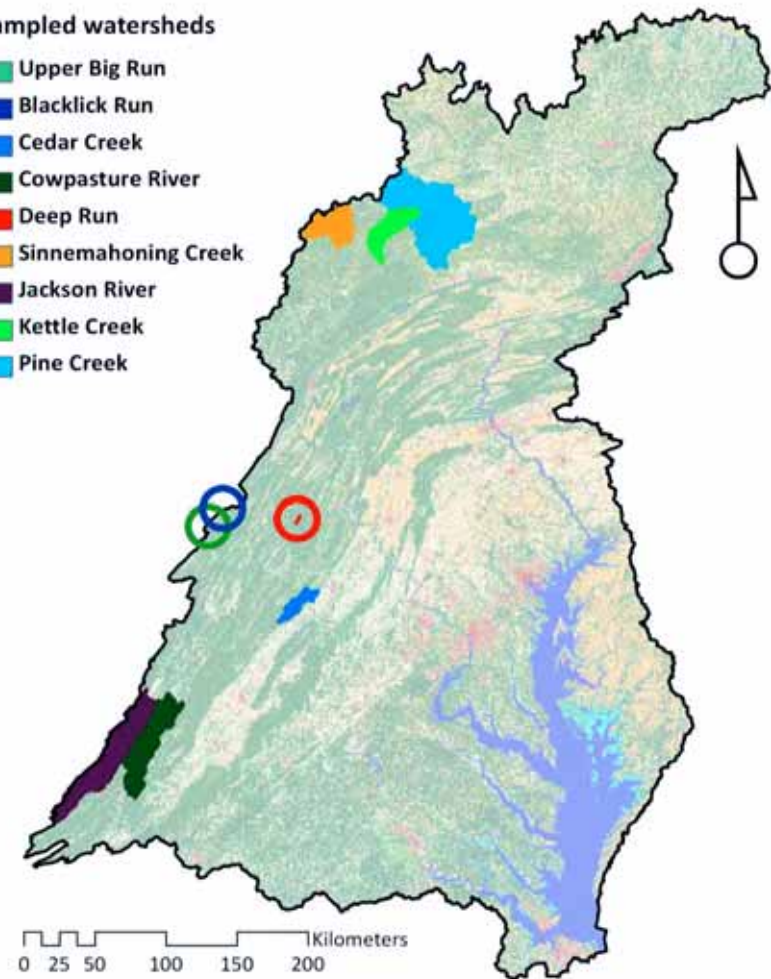 ampled watersheds
Upper Big Run
Blacklick Run
Cedar Creek
Cowpasture River
Deep Run
Sinnemahoning Creek
Jackson River
Kettle Creek
Pine Creek
Kilometers
0 25 50 100 150 200